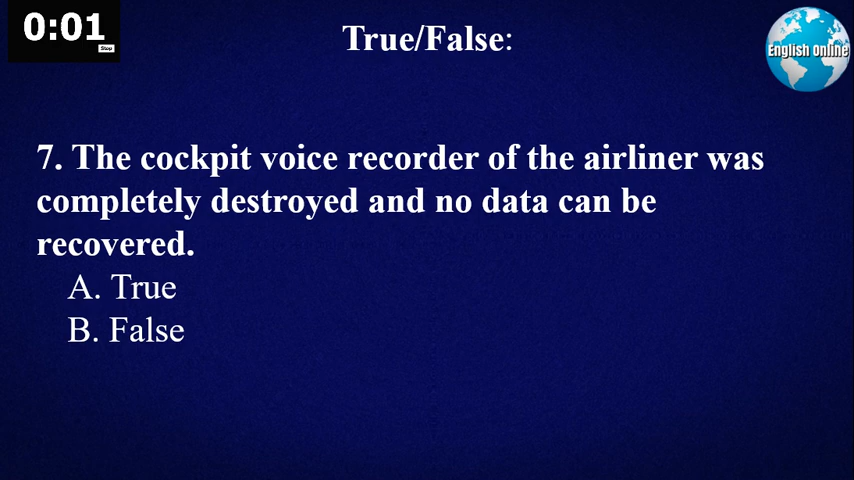 0:01
Stop
True/False:
English Online
7. The cockpit voice recorder of the airliner was
completely destroyed and no data can be
recovered.
A. True
B. False